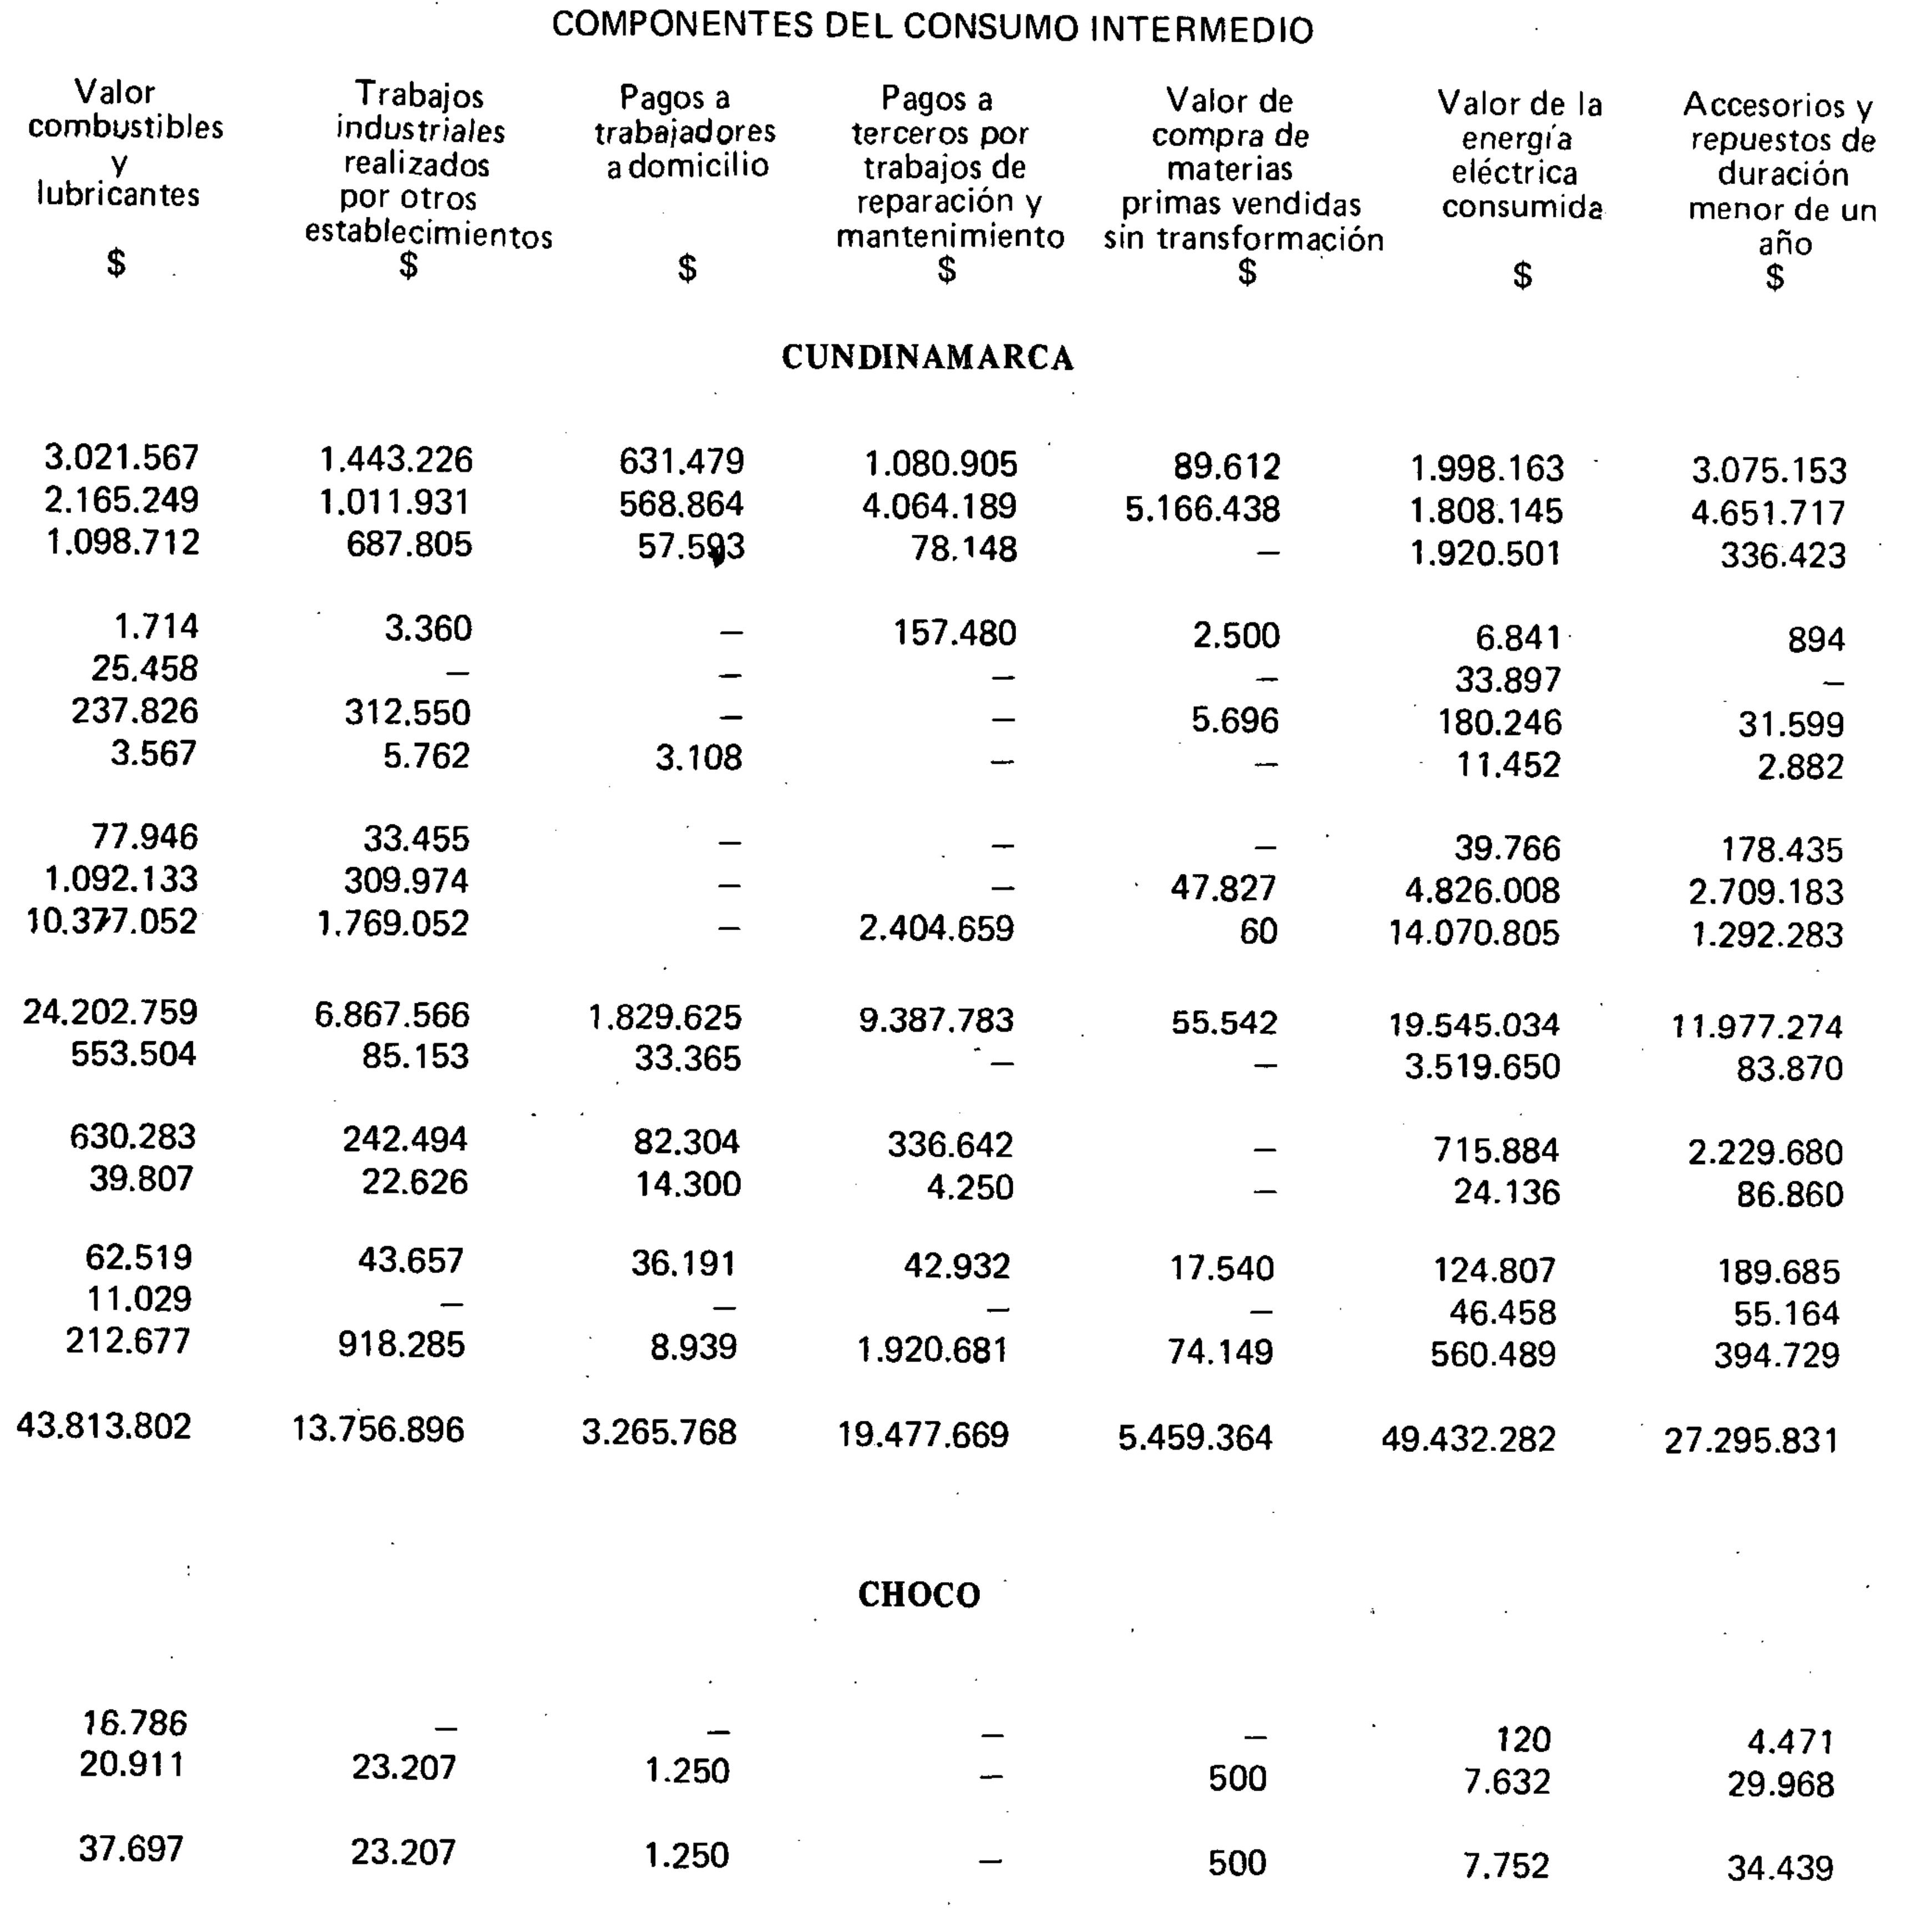 COMPONENTES DEL CONSUMO INTERMEDIO
Valor combustibles y lubricantes $
Trabajos industriales realizados por otros establecimientos $
Pagos a trabajadores a domicilio $
Pagos a terceros por trabajos de reparación y mantenimiento $
Valor de compra de materias primas vendidas sin transformación $
Valor de la energía eléctrica consumida $
Accesorios y repuestos de duración menor de un año $
CUNDINAMARCA
3.021.567 1.443.226 631.479 1.080.905 89.612 1.998.163 3.075.153
2.165.249 1.011.931 568.864 4.064.189 5.166.438 1.808.145 4.651.717
1.098.712 687.805 57.593 78.148 — 1.920.501 336.423
1.714 3.360 — 157.480 2.500 6.841 894
25.458 — — — — 33.897 —
237.826 312.550 — — 5.696 180.246 31.599
3.567 5.762 3.108 — — 11.452 2.882
77.946 33.455 — — — 39.766 178.435
1.092.133 309.974 — — 47.827 4.826.008 2.709.183
10.377.052 1.769.052 — 2.404.659 60 14.070.805 1.292.283
24.202.759 6.867.566 1.829.625 9.387.783 55.542 19.545.034 11.977.274
553.504 85.153 33.365 — — 3.519.650 83.870
630.283 242.494 82.304 336.642 — 715.884 2.229.680
39.807 22.626 14.300 4.250 — 24.136 86.860
62.519 43.657 36.191 42.932 17.540 124.807 189.685
11.029 — — — — 46.458 55.164
212.677 918.285 8.939 1.920.681 74.149 560.489 394.729
43.813.802 13.756.896 3.265.768 19.477.669 5.459.364 49.432.282 27.295.831
CHOCO
16.786 — — — — 120 4.471
20.911 23.207 1.250 — 500 7.632 29.968
37.697 23.207 1.250 — 500 7.752 34.439